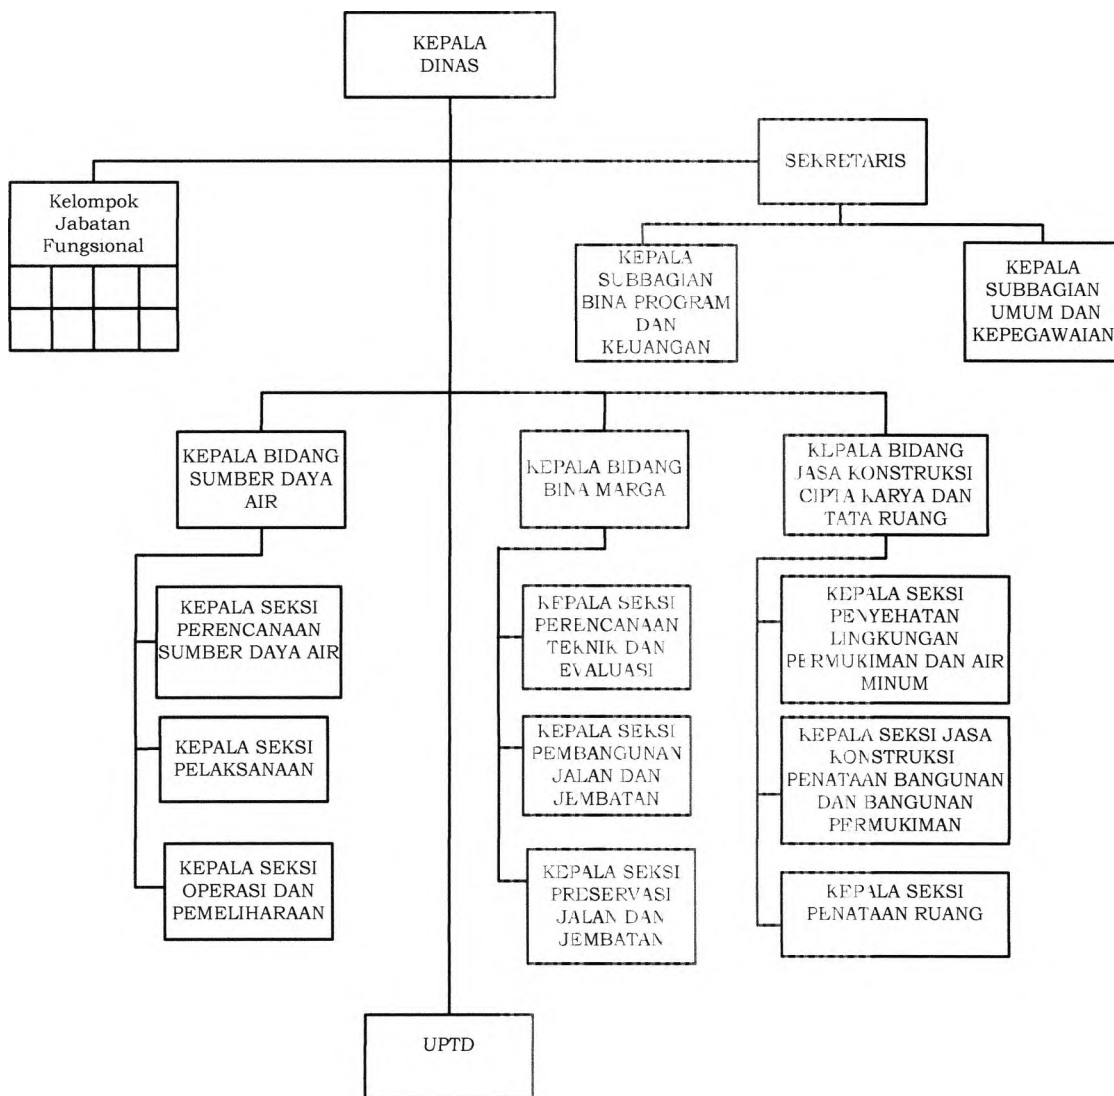 KEPALA
DINAS
SEKRETARIS
Kelompok
Jabatan
Fungsional
KEPALA
SUBBAGIAN
BINA PROGRAM
DAN
KEUANGAN
KEPALA
SUBBAGIAN
UMUM DAN
KEPEGAWAIAN
KEPALA BIDANG
SUMBER DAYA
AIR
KEPALA BIDANG
BINA MARGA
KEPALA BIDANG
JASA KONSTRUKSI
CIPTA KARYA DAN
TATA RUANG
KEPALA SEKSI
PERENCANAAN
SUMBER DAYA AIR
KEPALA SEKSI
PELAKSANAAN
KEPALA SEKSI
OPERASI DAN
PEMELIHARAAN
KEPALA SEKSI
PERENCANAAN
TEKNIK DAN
EVALUASI
KEPALA SEKSI
PEMBANGUNAN
JALAN DAN
JEMBATAN
KEPALA SEKSI
PRESERVASI
JALAN DAN
JEMBATAN
KEPALA SEKSI
PENYEHATAN
LINGKUNGAN
PERMUKIMAN DAN AIR
MINUM
KEPALA SEKSI JASA
KONSTRUKSI
PENATAAN BANGUNAN
DAN BANGUNAN
PERMUKIMAN
KEPALA SEKSI
PENATAAN RUANG
UPTD